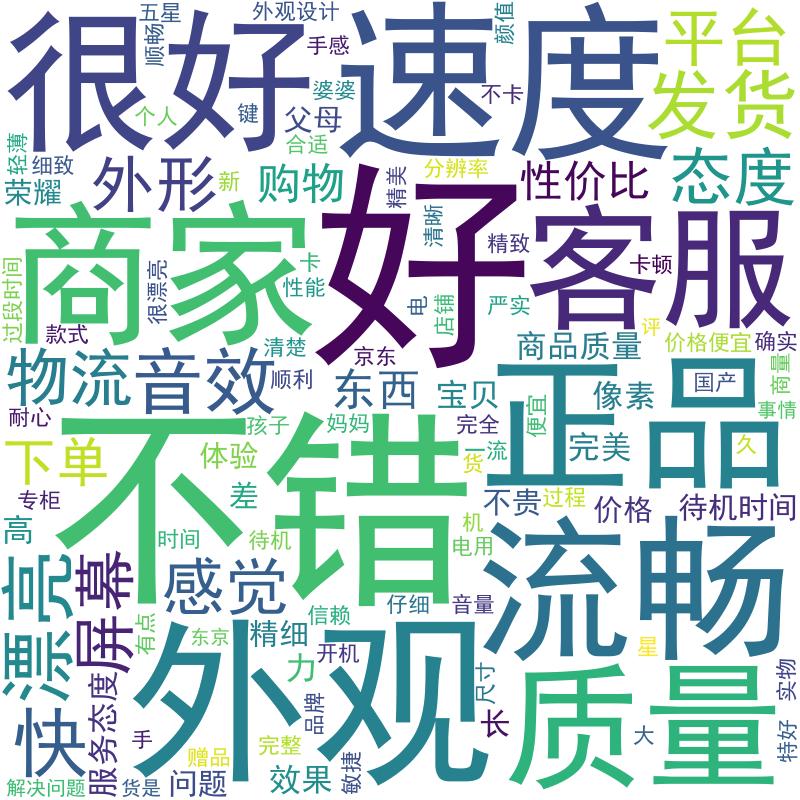 五星
外观设计
颜值
很好
速度
平台
顺畅
手感
不卡
发货
个人
键
婆婆
父母
合适
轻薄
细致
荣耀
外形
新
购物
精美
分辨率
性价比
态度
商家
好
清晰
精致
客服
卡顿
过段时间
很漂亮
卡
性能
电
店铺
严实
款式
清楚
京东
商品质量
评
价格便宜
确实
物流
音效
顺利
东西
宝贝
正品
像素
国产
商量
事情
耐心
不错
孩子
妈妈
完全
便宜
一流
完美
久
下单
体验
货
专柜
差
不贵
过程
价格
待机时间
高
时间
待机
机
电用
流畅
漂亮
屏幕
感觉
仔细
音量
有点
东京
精细
信赖
外观
力
开机
星
尺寸
质量
实物
快
服务态度
手
品牌
长
大
特好
赠品
完整
解决问题
货是
问题
效果
敏捷